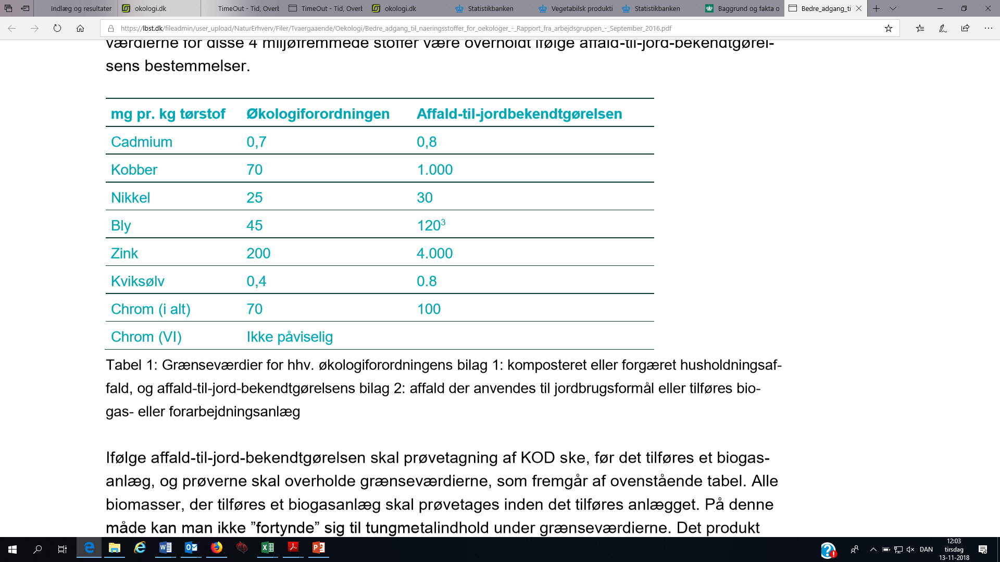 Indlæg og resultater
okologi.dk
TimeOut - Tid, Overt
TimeOut - Tid, Overt
okologi.dk
Statistikbanken
Vegetabilsk produkti
Statistikbanken
Baggrund og fakta o
Bedre_adgang_ti
https://lbst.dk/fileadmin/user_upload/NaturErhverv/Filer/Tvaergaaende/Oekologi/Bedre_adgang_til_naeringsstoffer_for_oekologer_-_Rapport_fra_arbejdsgruppen_-_September_2016.pdf
værdierne for disse 4 miljøfremmede stoffer være overholdt ifølge affald-til-jord-bekendtgørel-
sens bestemmelser.
mg pr. kg tørstof Økologiforordningen Affald-til-jordbekendtgørelsen
Cadmium 0,7 0,8
Kobber 70 1.000
Nikkel 25 30
Bly 45 120³
Zink 200 4.000
Kviksølv 0,4 0.8
Chrom (i alt) 70 100
Chrom (VI) Ikke påviselig
Tabel 1: Grænseværdier for hhv. økologiforordningens bilag 1: komposteret eller forgæret husholdningsaf-
fald, og affald-til-jord-bekendtgørelsens bilag 2: affald der anvendes til jordbrugsformål eller tilføres bio-
gas- eller forarbejdningsanlæg
Ifølge affald-til-jord-bekendtgørelsen skal prøvetagning af KOD ske, før det tilføres et biogas-
anlæg, og prøverne skal overholde grænseværdierne, som fremgår af ovenstående tabel. Alle
biomasser, der tilføres et biogasanlæg skal prøvetages inden det tilføres anlægget. På denne
måde kan man ikke ”fortynde” sig til tungmetalindhold under grænseværdierne. Det produkt
DAN
12:03
tirsdag
13-11-2018